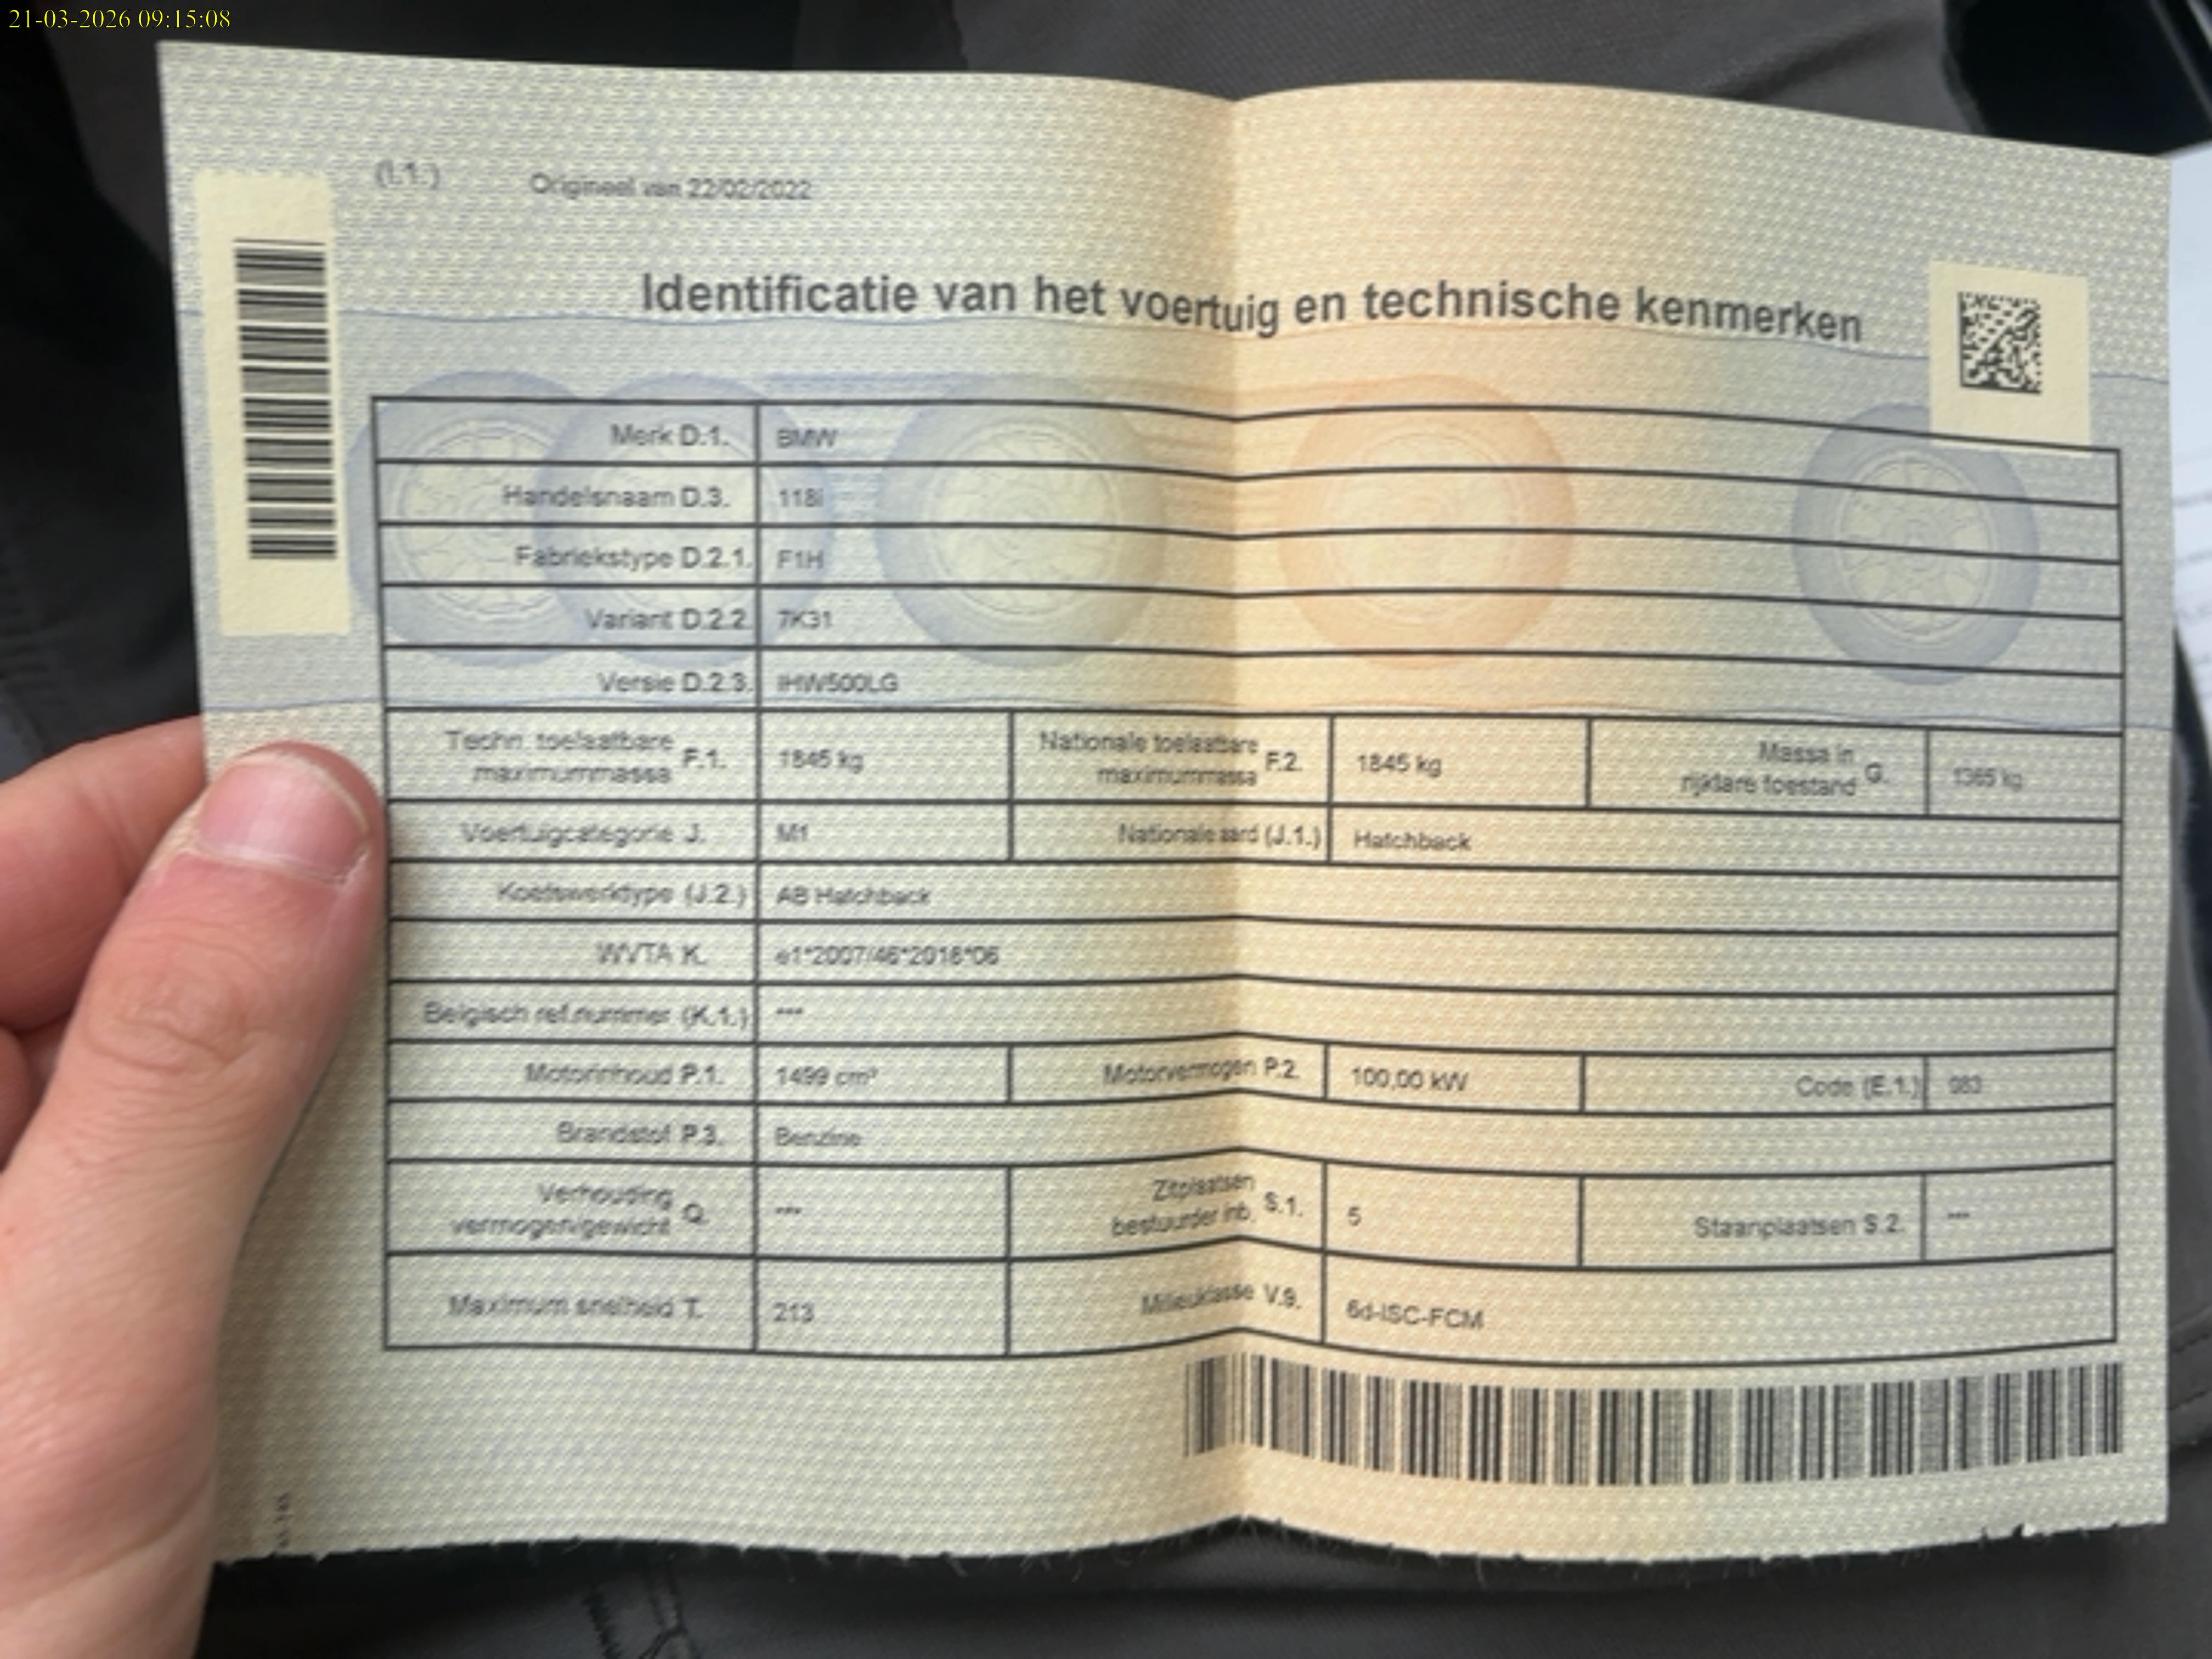 21-03-2026 09:15:08
(I.1.) Origineel van 22/02/2022
Identificatie van het voertuig en technische kenmerken
Merk D.1. BMW
Handelsnaam D.3. 118i
Fabriekstype D.2.1. F1H
Variant D.2.2 7K31
Versie D.2.3. IHW500LG
Techn. toelaatbare maximummassa F.1. 1845 kg Nationale toelaatbare maximummassa F.2. 1845 kg Massa in rijklare toestand G. 1365 kg
Voertuigcategorie J. M1 Nationale aard (J.1.) Hatchback
Koetswerktype (J.2.) AB Hatchback
WVTA K. e1*2007/46*2018*06
Belgisch ref.nummer (K.1.) ---
Motorinhoud P.1. 1499 cm³ Motorvermogen P.2. 100,00 kW Code (E.1.) 983
Brandstof P.3. Benzine
Verhouding vermogen/gewicht Q. --- Zitplaatsen bestuurder inb. S.1. 5 Staanplaatsen S.2. ---
Maximum snelheid T. 213 Milieuklasse V.9. 6d-ISC-FCM